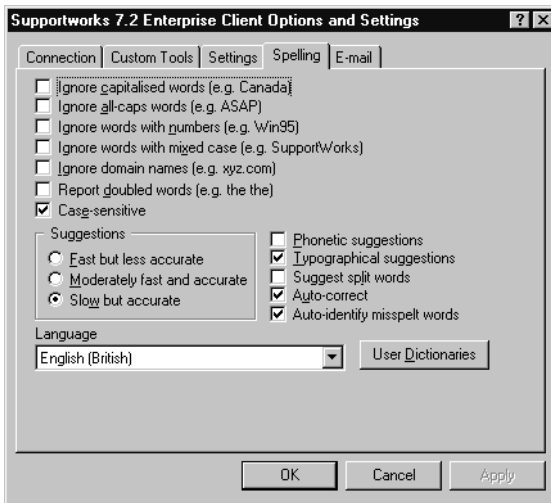 Supportworks 7.2 Enterprise Client Options and Settings
Connection Custom Tools Settings Spelling E-mail
Ignore capitalised words (e.g. Canada)
Ignore all-caps words (e.g. ASAP)
Ignore words with numbers (e.g. Win95)
Ignore words with mixed case (e.g. SupportWorks)
Ignore domain names (e.g. xyz.com)
Report doubled words (e.g. the the)
Case-sensitive
Suggestions
Fast but less accurate
Moderately fast and accurate
Slow but accurate
Phonetic suggestions
Typographical suggestions
Suggest split words
Auto-correct
Auto-identify misspelt words
Language
English (British)
User Dictionaries
OK Cancel Apply